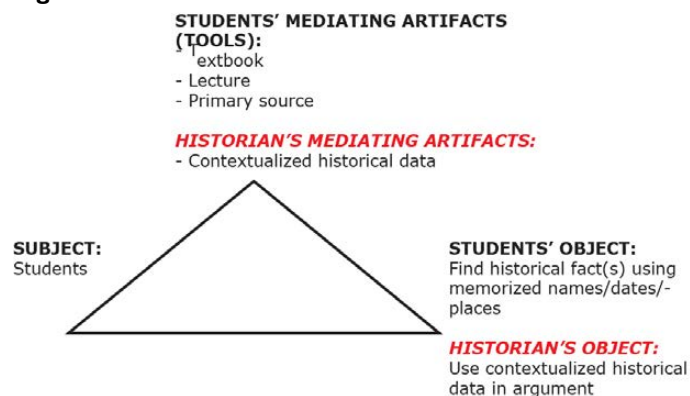 STUDENTS’ MEDIATING ARTIFACTS
(TOOLS):
- Textbook
- Lecture
- Primary source
HISTORIAN’S MEDIATING ARTIFACTS:
- Contextualized historical data
SUBJECT:
Students
STUDENTS’ OBJECT:
Find historical fact(s) using
memorized names/dates/-
places
HISTORIAN’S OBJECT:
Use contextualized historical
data in argument